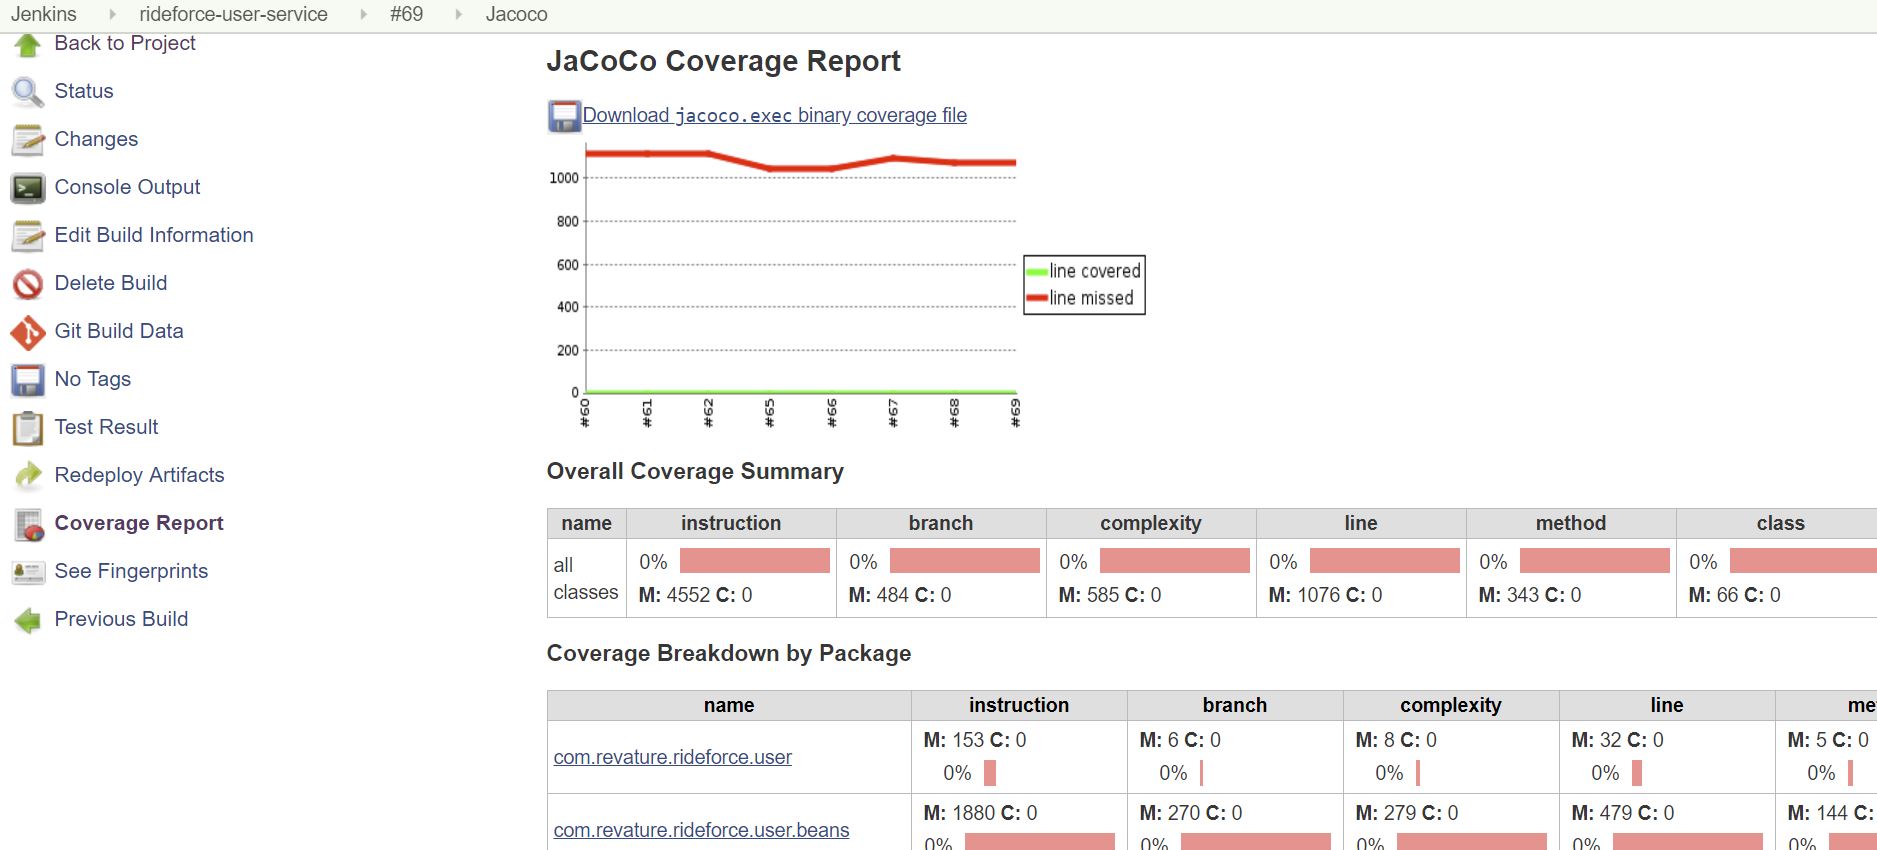 Jenkins rideforce-user-service #69 Jacoco
Back to Project
Status
Changes
Console Output
Edit Build Information
Delete Build
Git Build Data
No Tags
Test Result
Redeploy Artifacts
Coverage Report
See Fingerprints
Previous Build
JaCoCo Coverage Report
Download jacoco.exec binary coverage file
1000
800
600
400
200
0
#60 #61 #62 #65 #66 #67 #68 #69
line covered
line missed
Overall Coverage Summary
name instruction branch complexity line method class
all classes
0% 0% 0% 0% 0% 0%
M: 4552 C: 0 M: 484 C: 0 M: 585 C: 0 M: 1076 C: 0 M: 343 C: 0 M: 66 C: 0
Coverage Breakdown by Package
name instruction branch complexity line me
com.revature.rideforce.user
M: 153 C: 0 M: 6 C: 0 M: 8 C: 0 M: 32 C: 0 M: 5 C: 0
0% 0% 0% 0% 0%
com.revature.rideforce.user.beans
M: 1880 C: 0 M: 270 C: 0 M: 279 C: 0 M: 479 C: 0 M: 144 C:
0% 0% 0% 0% 0%